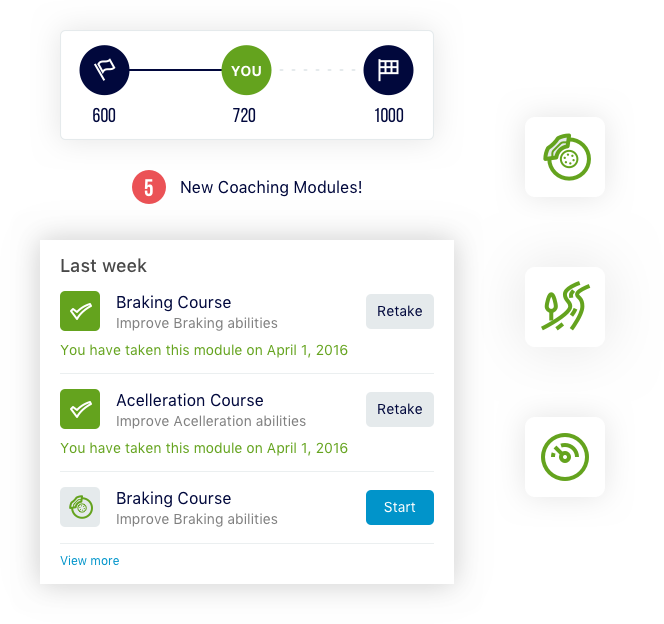 YOU
600 720 1000
5 New Coaching Modules!
Last week
Braking Course
Improve Braking abilities
Retake
You have taken this module on April 1, 2016
Acelleration Course
Improve Acelleration abilities
Retake
You have taken this module on April 1, 2016
Braking Course
Improve Braking abilities
Start
View more